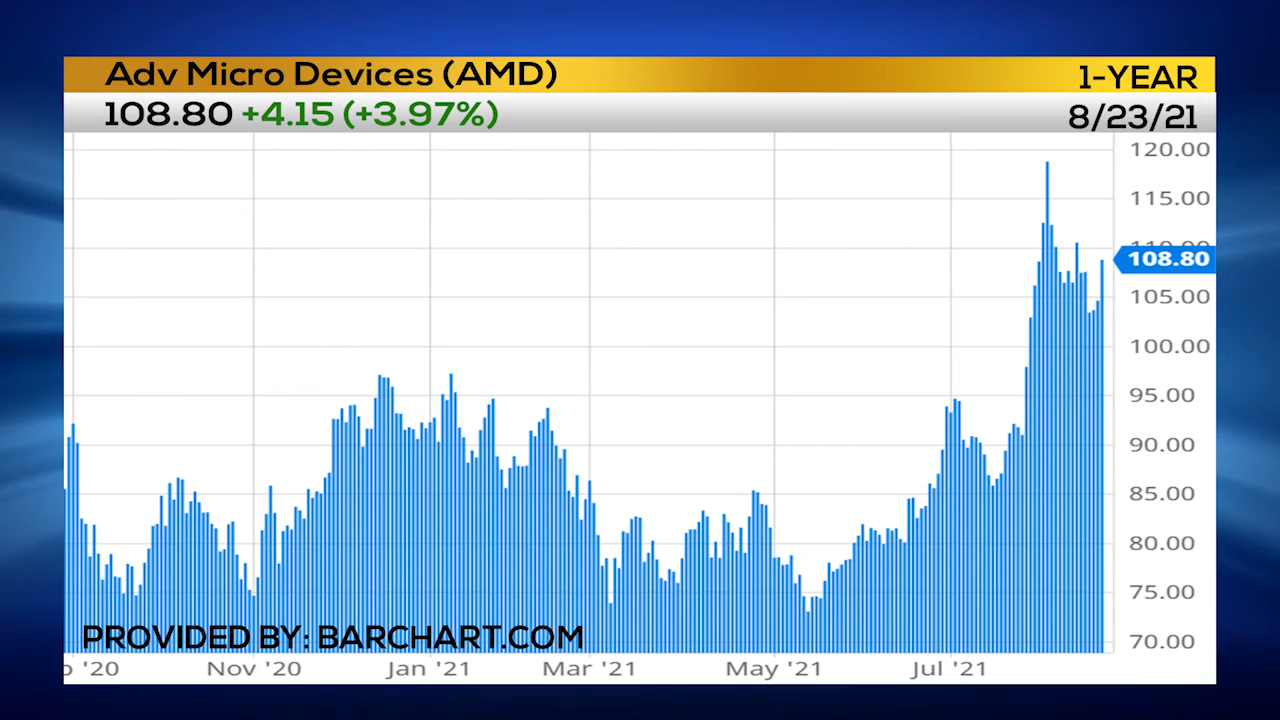 Adv Micro Devices (AMD)
1-YEAR
108.80 +4.15 (+3.97%)
8/23/21
120.00
115.00
108.80
105.00
100.00
95.00
90.00
85.00
80.00
75.00
70.00
PROVIDED BY: BARCHART.COM
'20 Nov '20 Jan '21 Mar '21 May '21 Jul '21